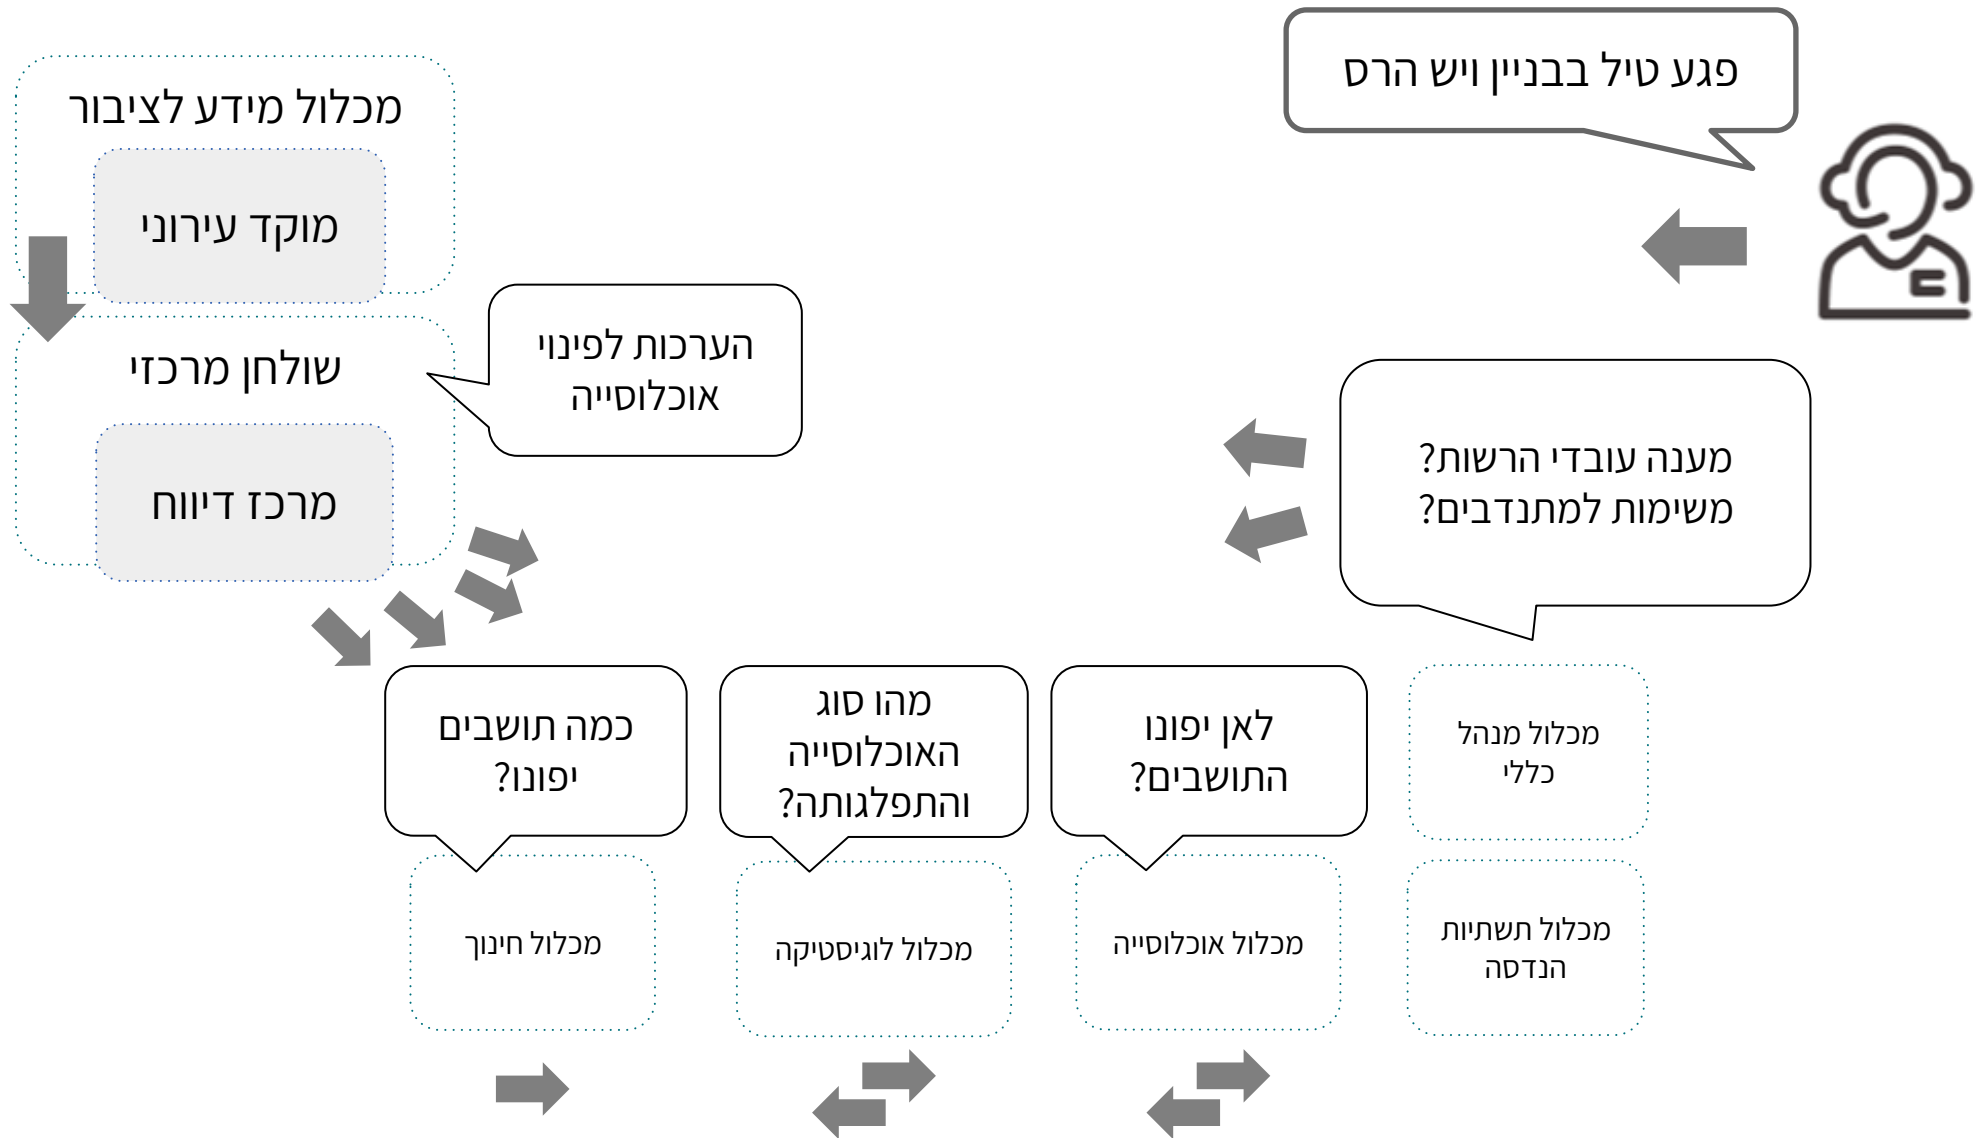 פגע טיל בבניין ויש הרס
מכלול מידע לציבור
מוקד עירוני
שולחן מרכזי
מרכז דיווח
הערכות לפינוי
אוכלוסייה
מענה עובדי הרשות?
משימות למתנדבים?
מכלול מנהל
כללי
לאן יפונו
התושבים?
מהו סוג
האוכלוסייה
והתפלגותה?
כמה תושבים
יפונו?
מכלול תשתיות
הנדסה
מכלול אוכלוסייה
מכלול לוגיסטיקה
מכלול חינוך